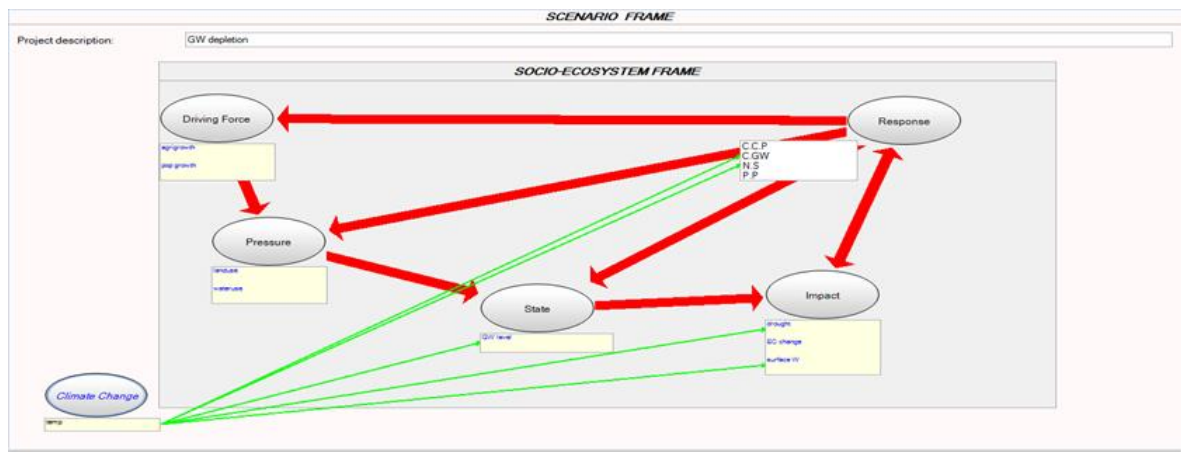 SCENARIO FRAME
Project description:
GW depletion
SOCIO-ECOSYSTEM FRAME
Driving Force
agrigrowth
pop growth
Response
C.C.P
C.GW
N.S
P.P
Pressure
landuse
wateruse
State
GW level
Impact
drought
EC change
surface W
Climate Change
temp